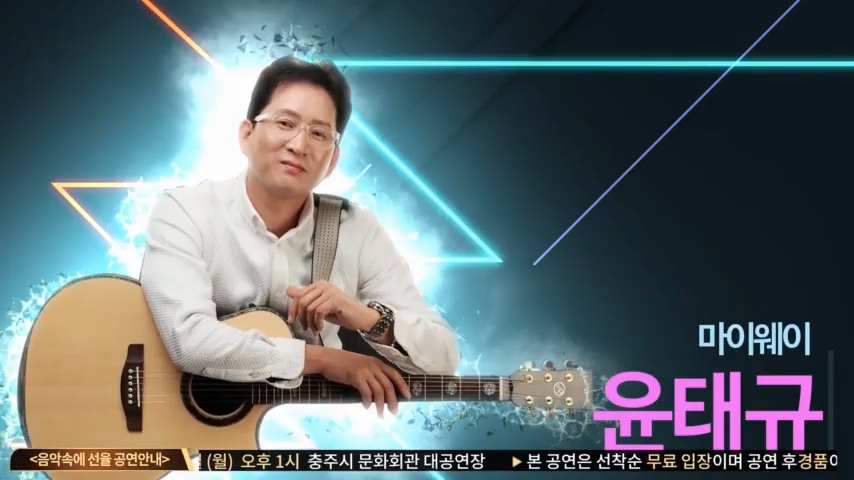 마이웨이
윤태규
<음악속에 선율 공연안내> (월) 오후 1시 충주시 문화회관 대공연장 ▶ 본 공연은 선착순 무료 입장이며 공연 후경품이